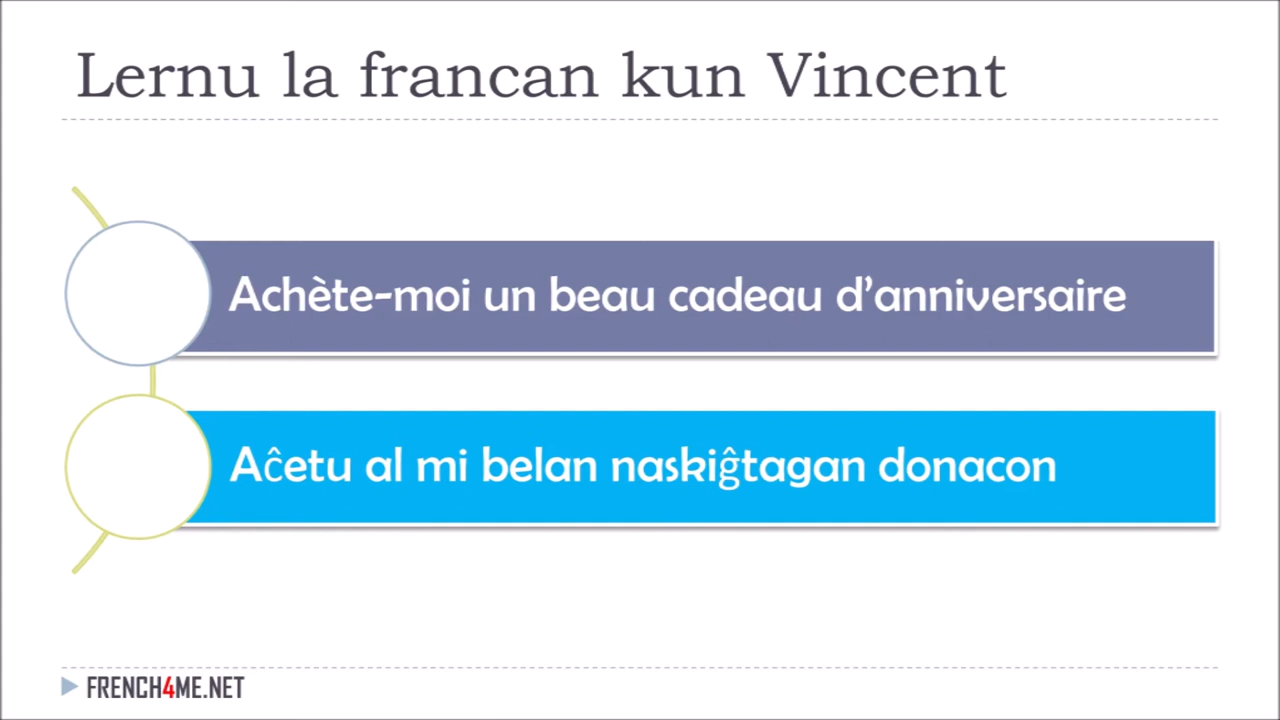 Lernu la francan kun Vincent
Achète-moi un beau cadeau d’anniversaire
Aĉetu al mi belan naskiĝtagan donacon
FRENCH4ME.NET